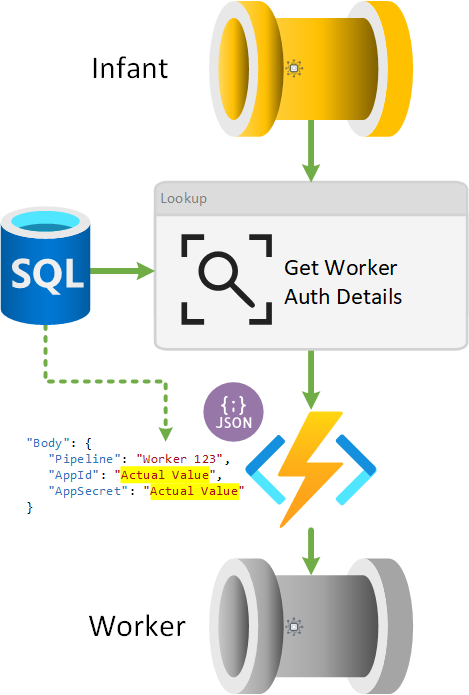 Infant
Lookup
SQL
Get Worker
Auth Details
{;}
JSON
"Body": {
"Pipeline": "Worker 123",
"AppId": "Actual Value",
"AppSecret": "Actual Value"
}
Worker